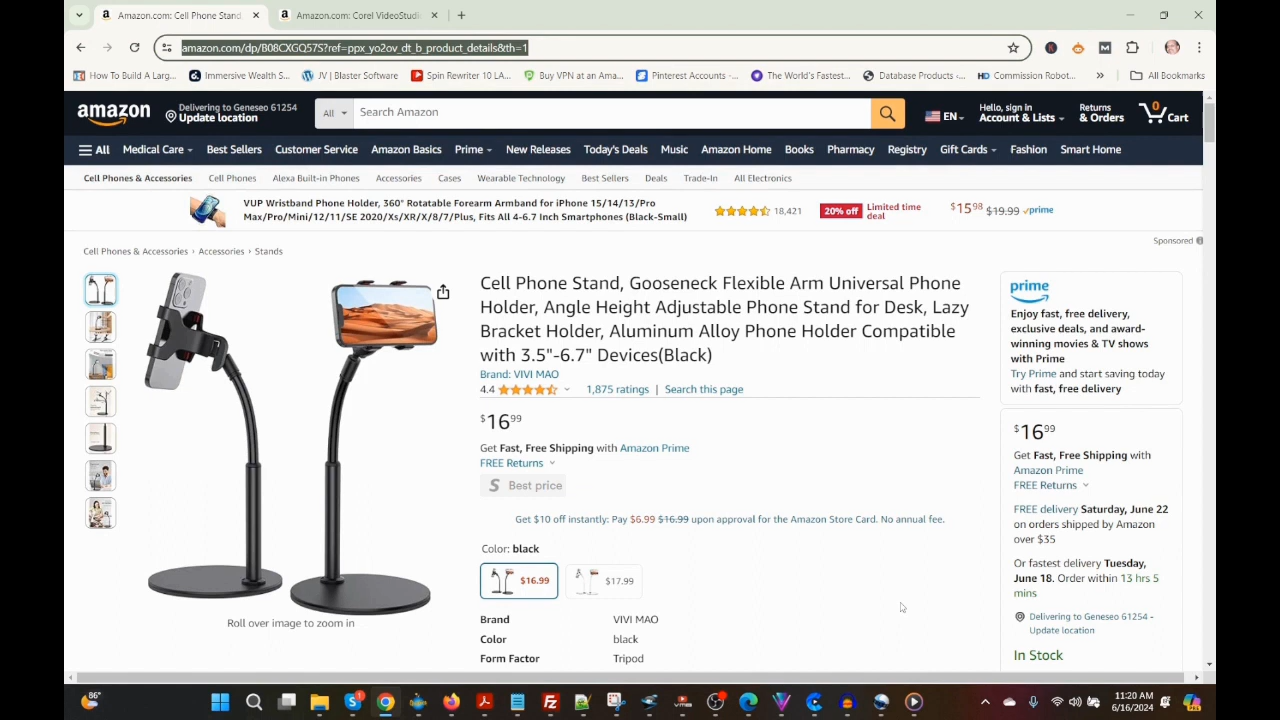 Amazon.com: Cell Phone Stand,
Amazon.com: Corel VideoStudio
amazon.com/dp/B08CXGQ57S?ref=ppx_yo2ov_dt_b_product_details&th=1
How To Build A Larg...
Immersive Wealth S...
JV | Blaster Software
Spin Rewriter 10 LA...
Buy VPN at an Ama...
Pinterest Accounts -...
The World's Fastest...
Database Products -...
HD Commission Robot...
»
All Bookmarks
amazon
Delivering to Geneseo 61254
Update location
All
Search Amazon
EN
Hello, sign in
Account & Lists
Returns
& Orders
0
Cart
All
Medical Care
Best Sellers
Customer Service
Amazon Basics
Prime
New Releases
Today's Deals
Music
Amazon Home
Books
Pharmacy
Registry
Gift Cards
Fashion
Smart Home
Cell Phones & Accessories
Cell Phones
Alexa Built-in Phones
Accessories
Cases
Wearable Technology
Best Sellers
Deals
Trade-In
All Electronics
VUP Wristband Phone Holder, 360° Rotatable Forearm Armband for iPhone 15/14/13/Pro
Max/Pro/Mini/12/11/SE 2020/Xs/XR/X/8/7/Plus, Fits All 4-6.7 Inch Smartphones (Black-Small)
18,421
20% off
Limited time
deal
$1598 $19.99 prime
Sponsored
Cell Phones & Accessories › Accessories › Stands
Cell Phone Stand, Gooseneck Flexible Arm Universal Phone
Holder, Angle Height Adjustable Phone Stand for Desk, Lazy
Bracket Holder, Aluminum Alloy Phone Holder Compatible
with 3.5"-6.7" Devices(Black)
Brand: VIVI MAO
4.4
1,875 ratings | Search this page
$1699
Get Fast, Free Shipping with Amazon Prime
FREE Returns
S Best price
Get $10 off instantly: Pay $6.99 $16.99 upon approval for the Amazon Store Card. No annual fee.
Color: black
$16.99
$17.99
Brand VIVI MAO
Color black
Form Factor Tripod
Roll over image to zoom in
prime
Enjoy fast, free delivery,
exclusive deals, and award-
winning movies & TV shows
with Prime
Try Prime and start saving today
with fast, free delivery
$1699
Get Fast, Free Shipping with
Amazon Prime
FREE Returns
FREE delivery Saturday, June 22
on orders shipped by Amazon
over $35
Or fastest delivery Tuesday,
June 18. Order within 13 hrs 5
mins
Delivering to Geneseo 61254 -
Update location
In Stock
86°
11:20 AM
6/16/2024